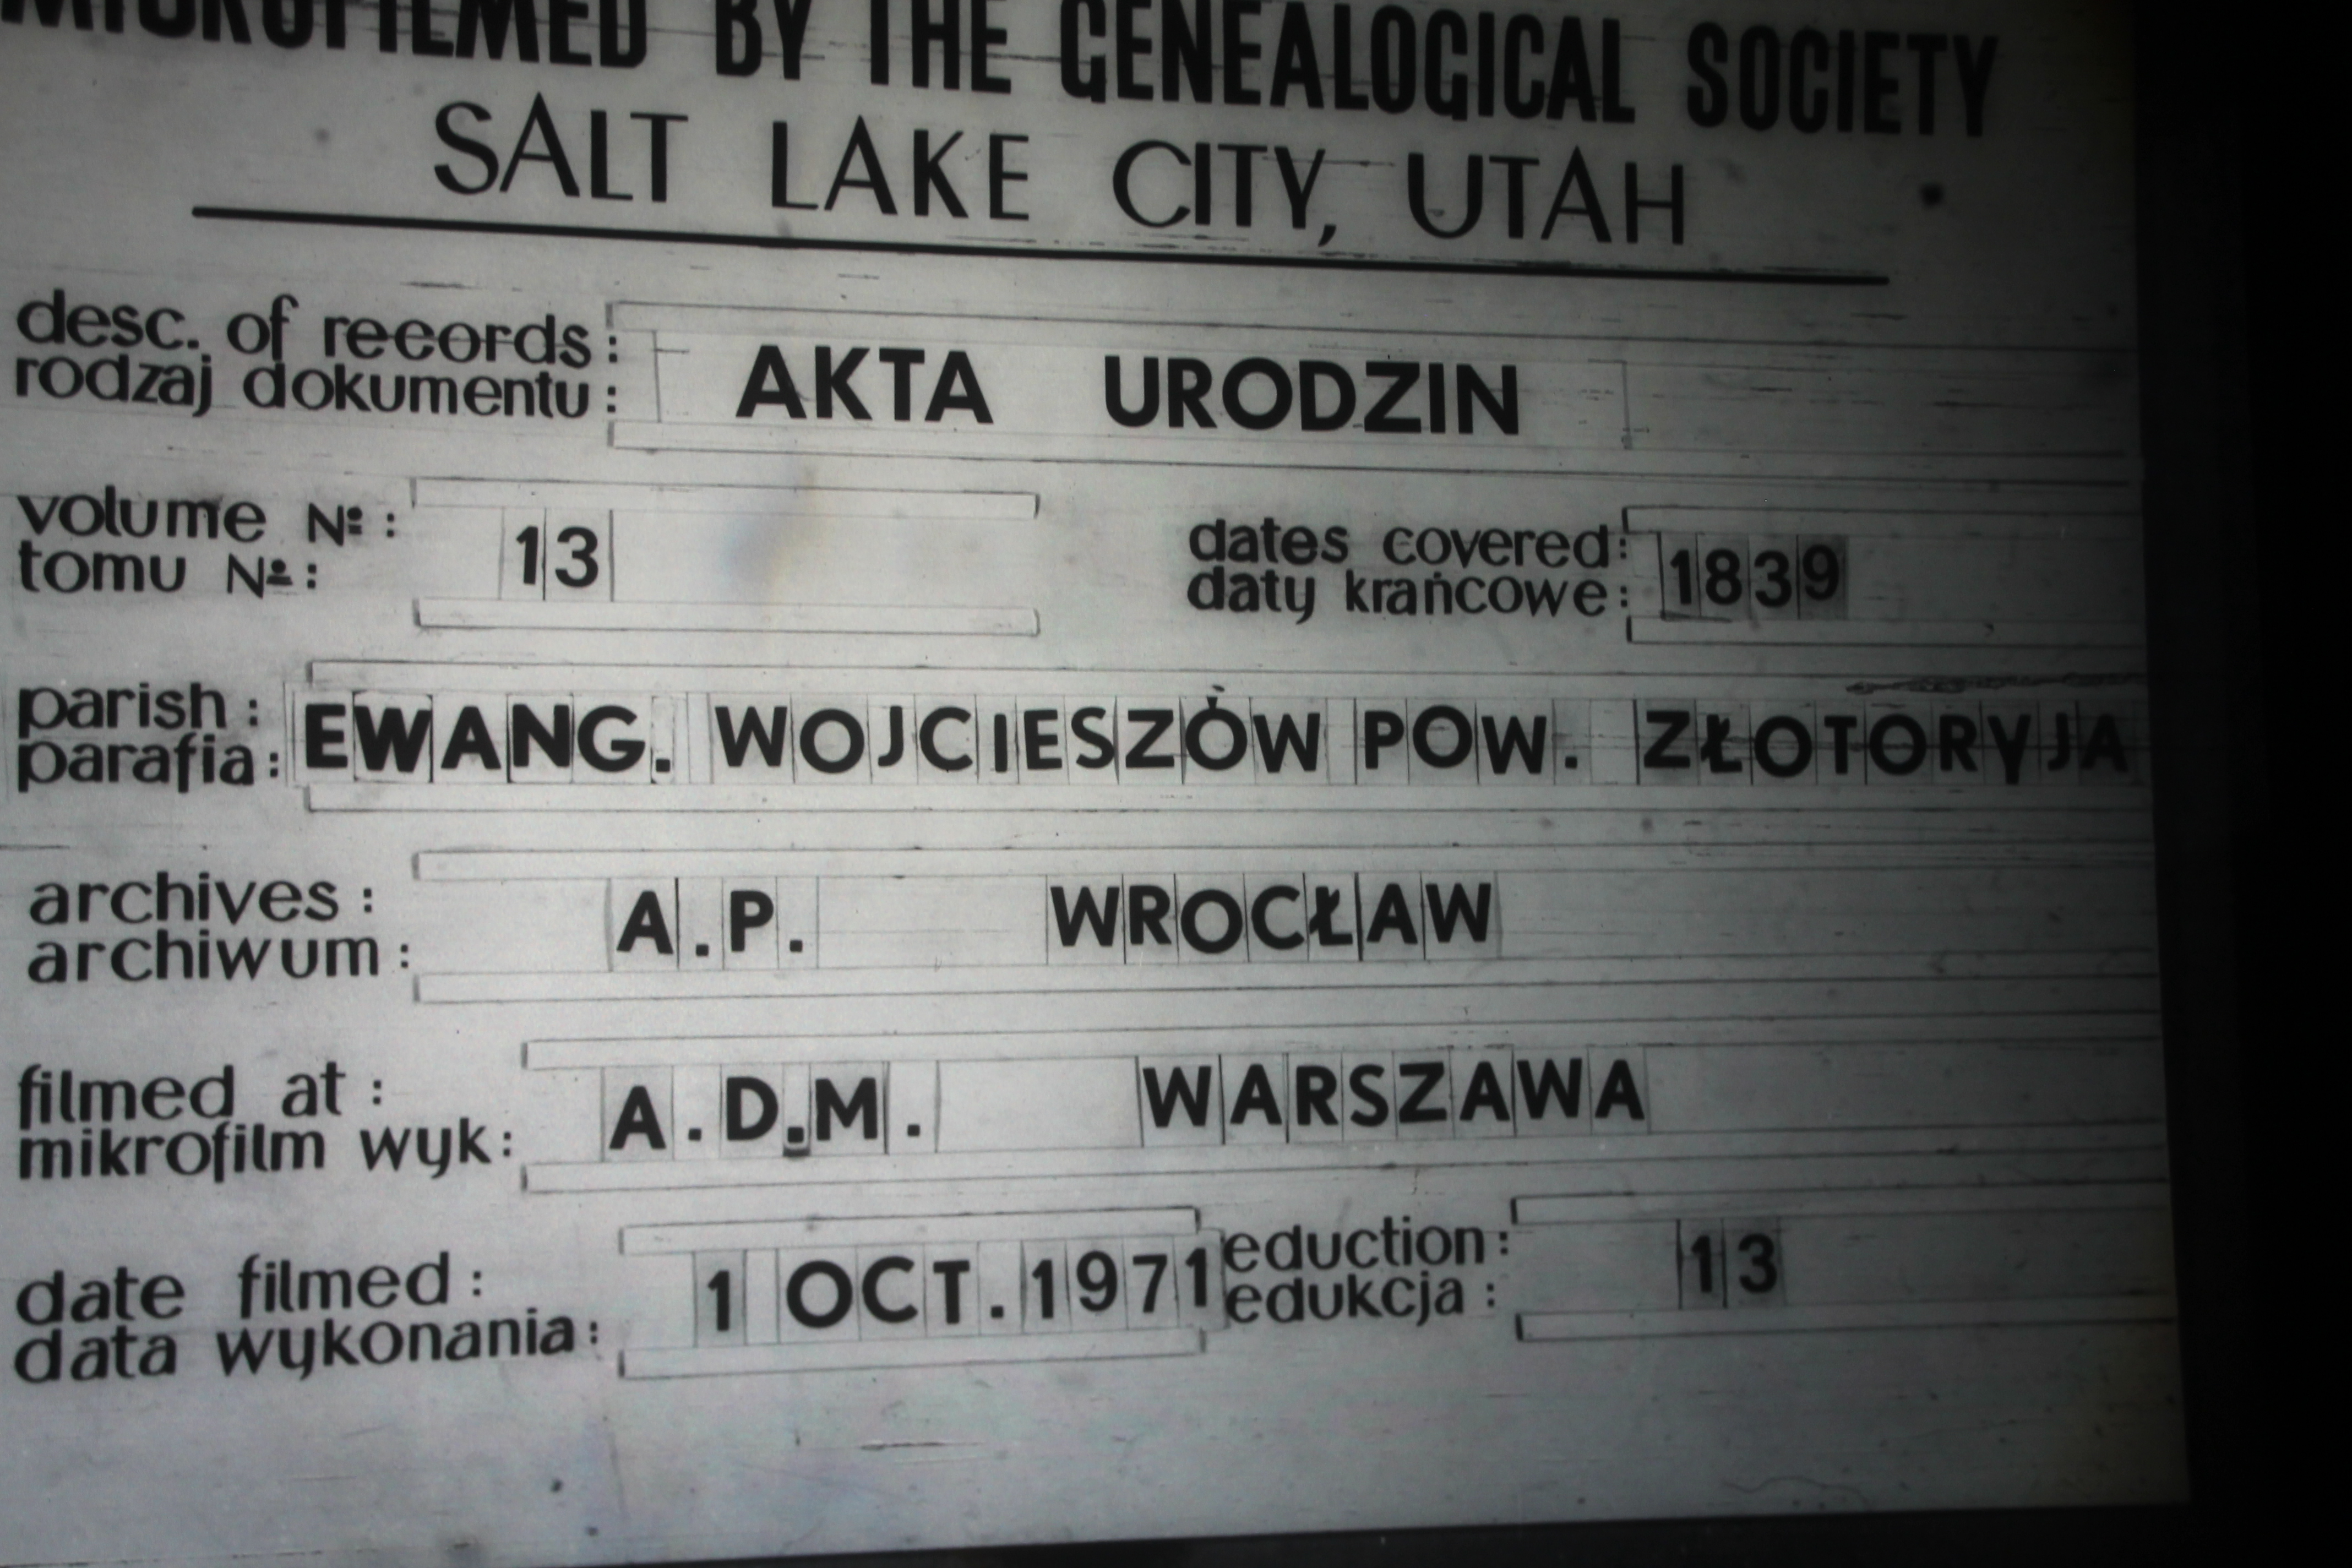 MICROFILMED BY THE GENEALOGICAL SOCIETY
SALT LAKE CITY, UTAH
desc. of records:
rodzaj dokumentu:
AKTA URODZIN
volume Nº:
tomu Nº:
13
dates covered:
daty krańcowe:
1839
parish:
parafia:
EWANG. WOJCIESZÓW POW. ZŁOTORYJA
archives:
archiwum:
A.P. WROCŁAW
filmed at:
mikrofilm wyk:
A.D.M. WARSZAWA
date filmed:
data wykonania:
1 OCT. 1971
eduction:
edukcja:
13